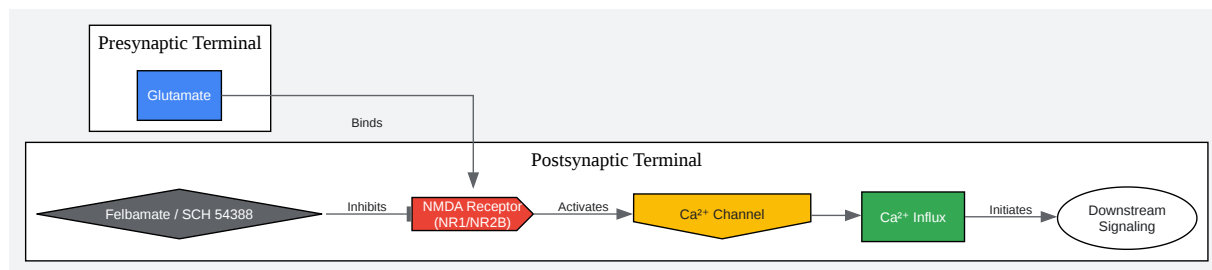 Presynaptic Terminal
Glutamate
Binds
Postsynaptic Terminal
Felbamate / SCH 54388
Inhibits
NMDA Receptor
(NR1/NR2B)
Activates
Ca²⁺ Channel
Ca²⁺ Influx
Initiates
Downstream
Signaling